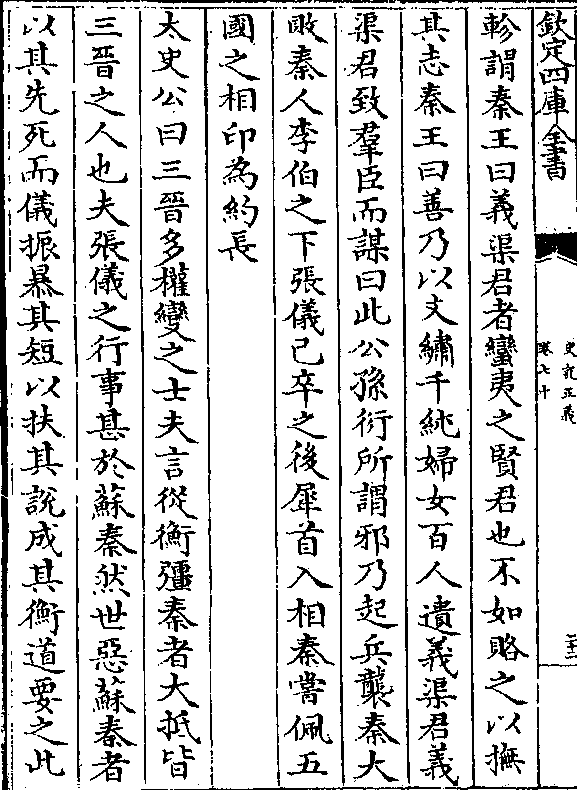 欽定四庫全書
史記正義
卷七十
軫謂秦王曰義渠君者蠻夷之賢君也不如賂之以撫
其志秦王曰善乃以文繡千純婦女百人遺義渠君義
渠君致羣臣而謀曰此公孫衍所謂邪乃起兵襲秦大
敗秦人李伯之下張儀已卒之後犀首入相秦嘗佩五
國之相印為約長
太史公曰三晉多權變之士夫言從衡彊秦者大抵皆
三晉之人也夫張儀之行事甚於蘇秦然世惡蘇秦者
以其先死而儀振㬥其短以扶其說成其衡道要之此